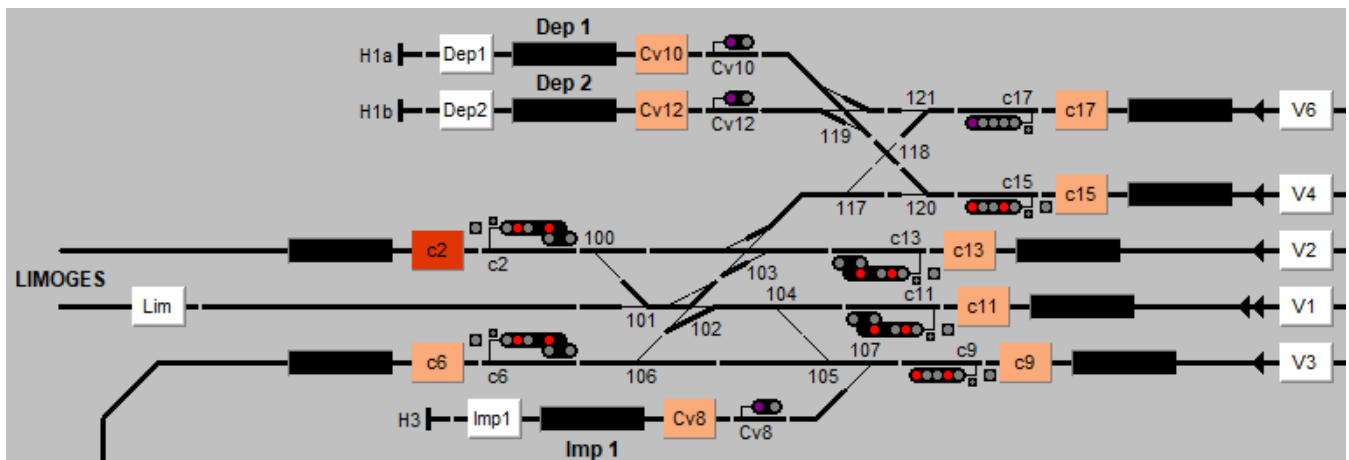 Dep 1
H1a Dep1 Cv10 Cv10
Dep 2
H1b Dep2 Cv12 Cv12 119 121 c17 c17 V6
118
117 120 c15 c15 V4
c2 c2 100 103 c13 c13 V2
LIMOGES
Lim 101 102 104 c11 c11 V1
c6 c6 106 105 107 c9 c9 V3
H3 Imp1 Cv8 Cv8
Imp 1